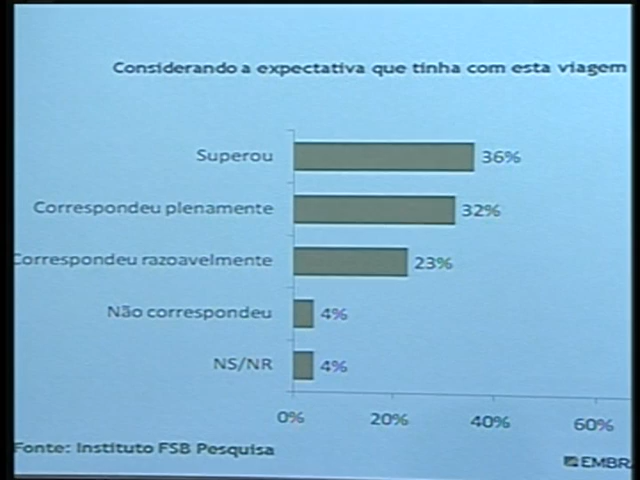 Considerando a expectativa que tinha com esta viagem
Superou 36%
Correspondeu plenamente 32%
Correspondeu razoavelmente 23%
Não correspondeu 4%
NS/NR 4%
0% 20% 40% 60%
Fonte: Instituto FSB Pesquisa
EMBR